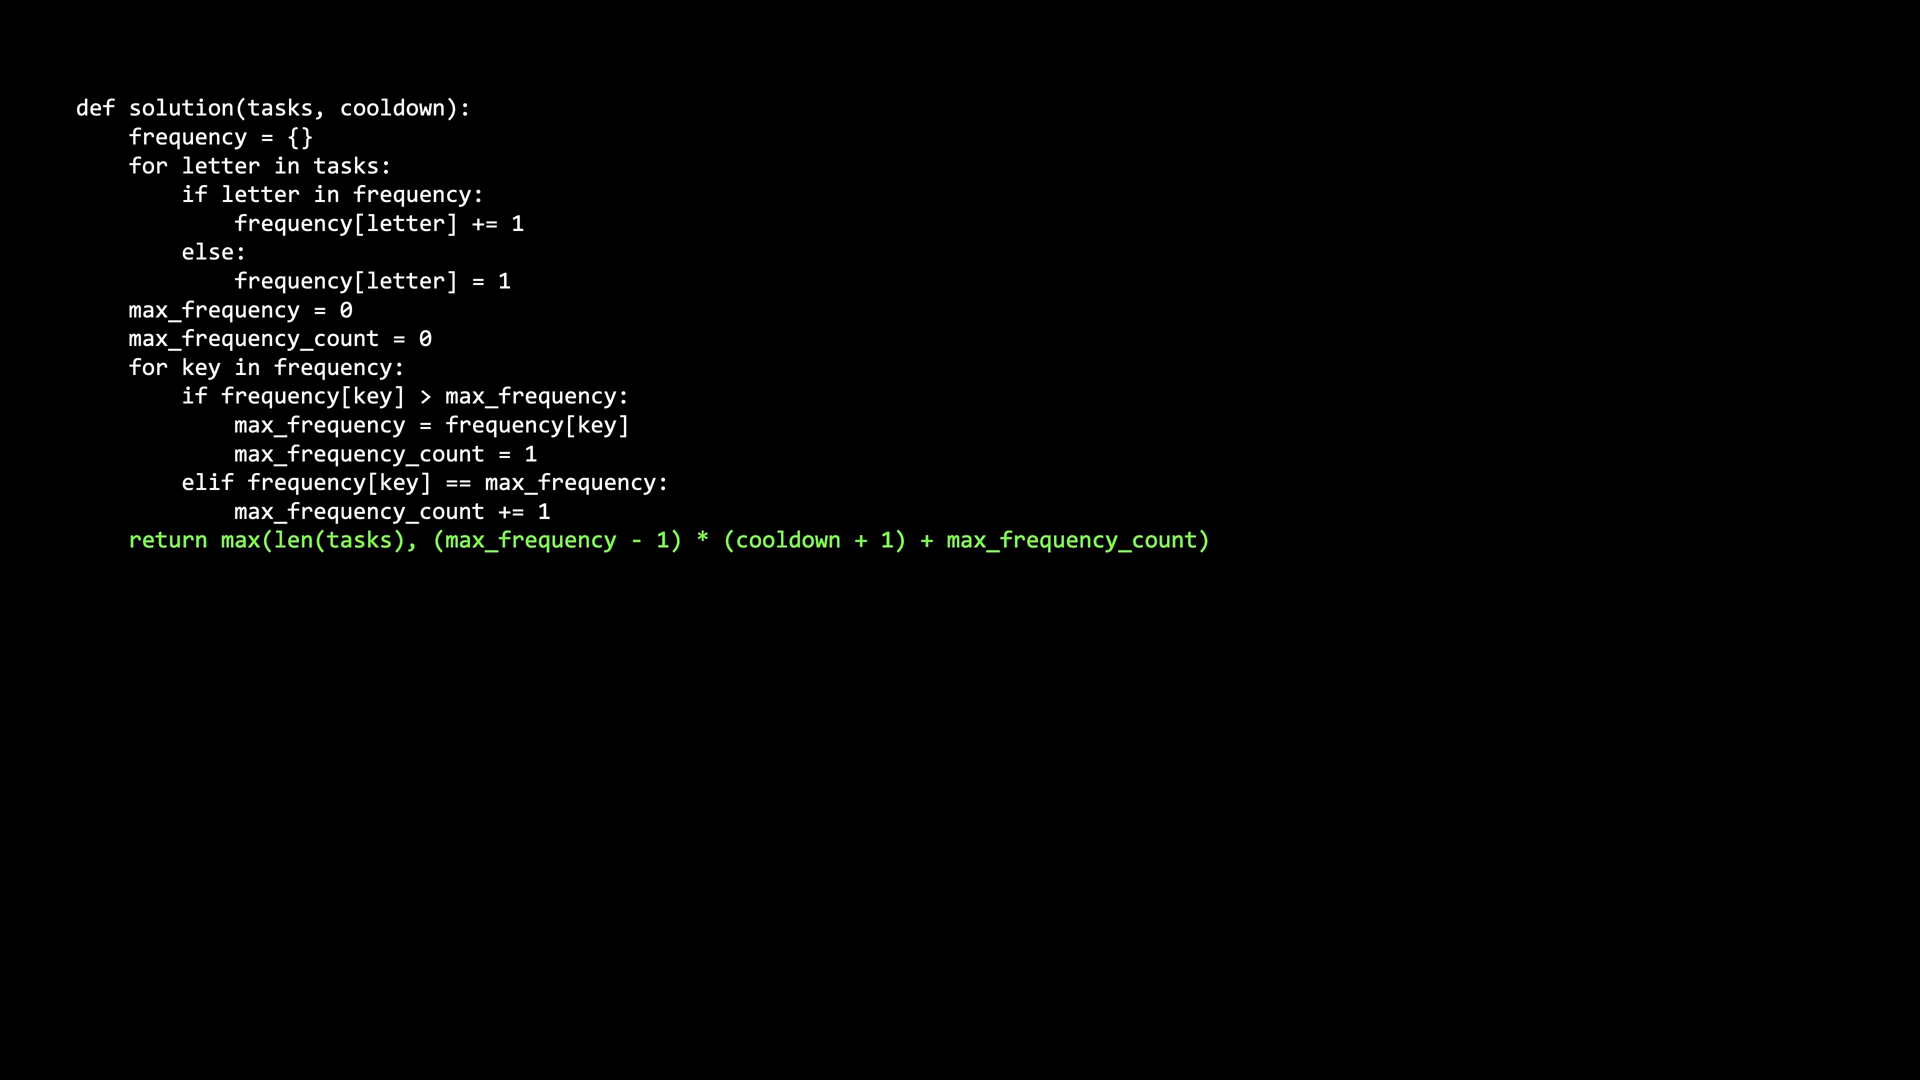 def solution(tasks, cooldown):
    frequency = {}
    for letter in tasks:
        if letter in frequency:
            frequency[letter] += 1
        else:
            frequency[letter] = 1
    max_frequency = 0
    max_frequency_count = 0
    for key in frequency:
        if frequency[key] > max_frequency:
            max_frequency = frequency[key]
            max_frequency_count = 1
        elif frequency[key] == max_frequency:
            max_frequency_count += 1
    return max(len(tasks), (max_frequency - 1) * (cooldown + 1) + max_frequency_count)